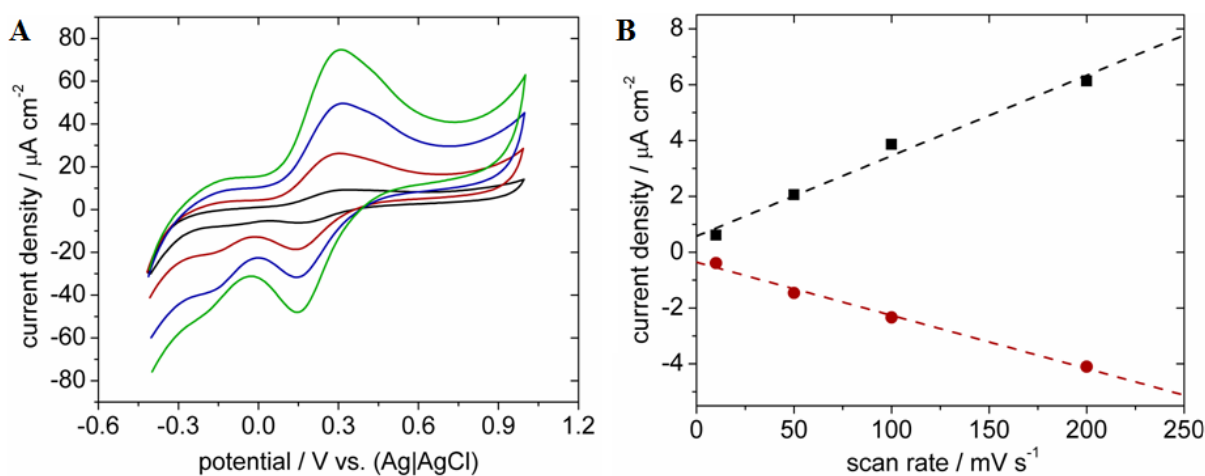 A
current density / μA cm⁻²
80
60
40
20
0
-20
-40
-60
-80
-0.6 -0.3 0.0 0.3 0.6 0.9 1.2
potential / V vs. (Ag|AgCl)
B
current density / μA cm⁻²
8
6
4
2
0
-2
-4
0 50 100 150 200 250
scan rate / mV s⁻¹